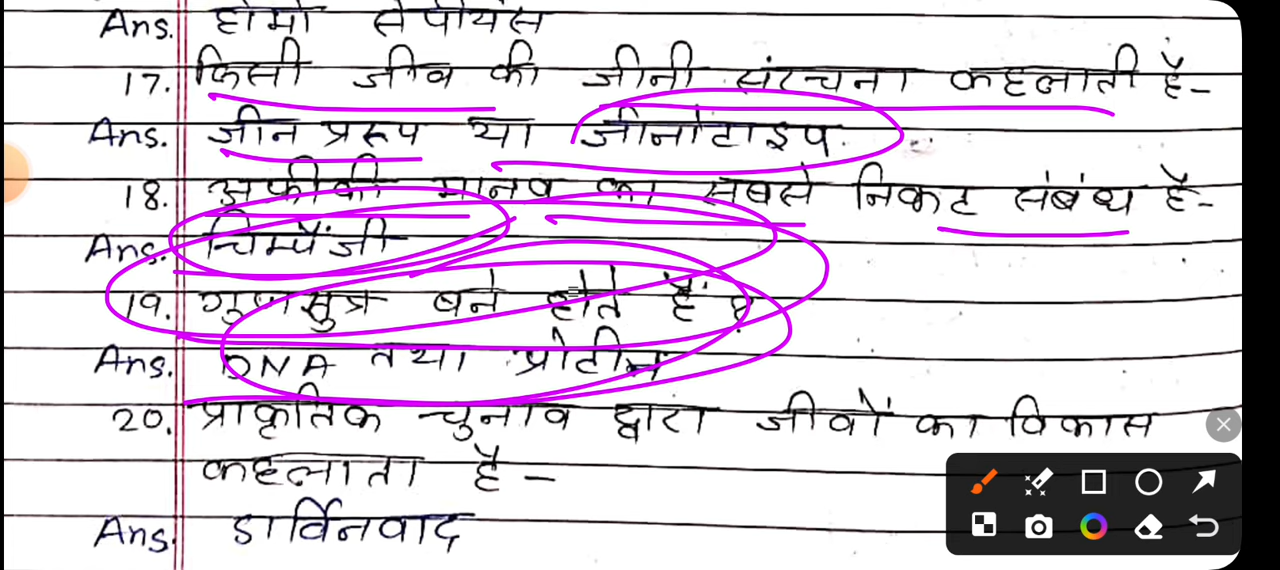 Ans. होमो सेपीयंस
17. किसी जीव की जीनी संरचना कहलाती है-
Ans. जीन प्ररूप या जीनोटाइप.
18. अफ्रीकी मानव का सबसे निकट संबंध है-
Ans. चिम्पैंजी
19. गुणसुत्र बने होते हैं ?
Ans. DNA तथा प्रोटीन
20. प्राकृतिक चुनाव द्वारा जीवों का विकास
कहलाता है -
Ans. डार्विनवाद